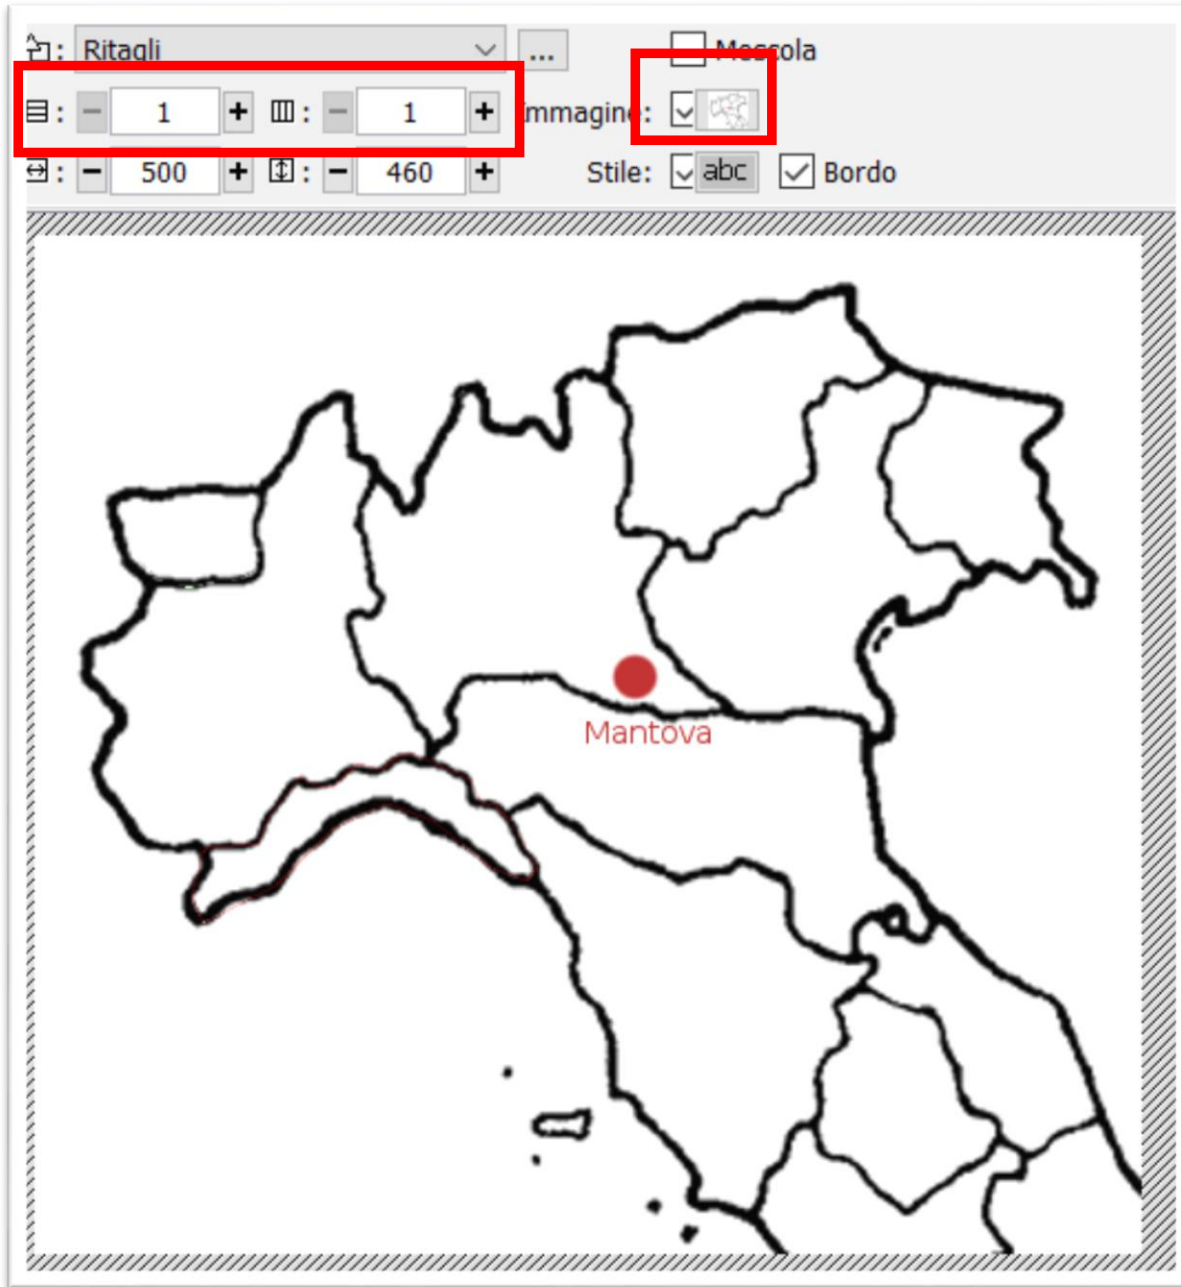 : Ritagli ... Mescola
: − 1 + : − 1 + Immagine:
: − 500 + : − 460 + Stile: abc Bordo
Mantova